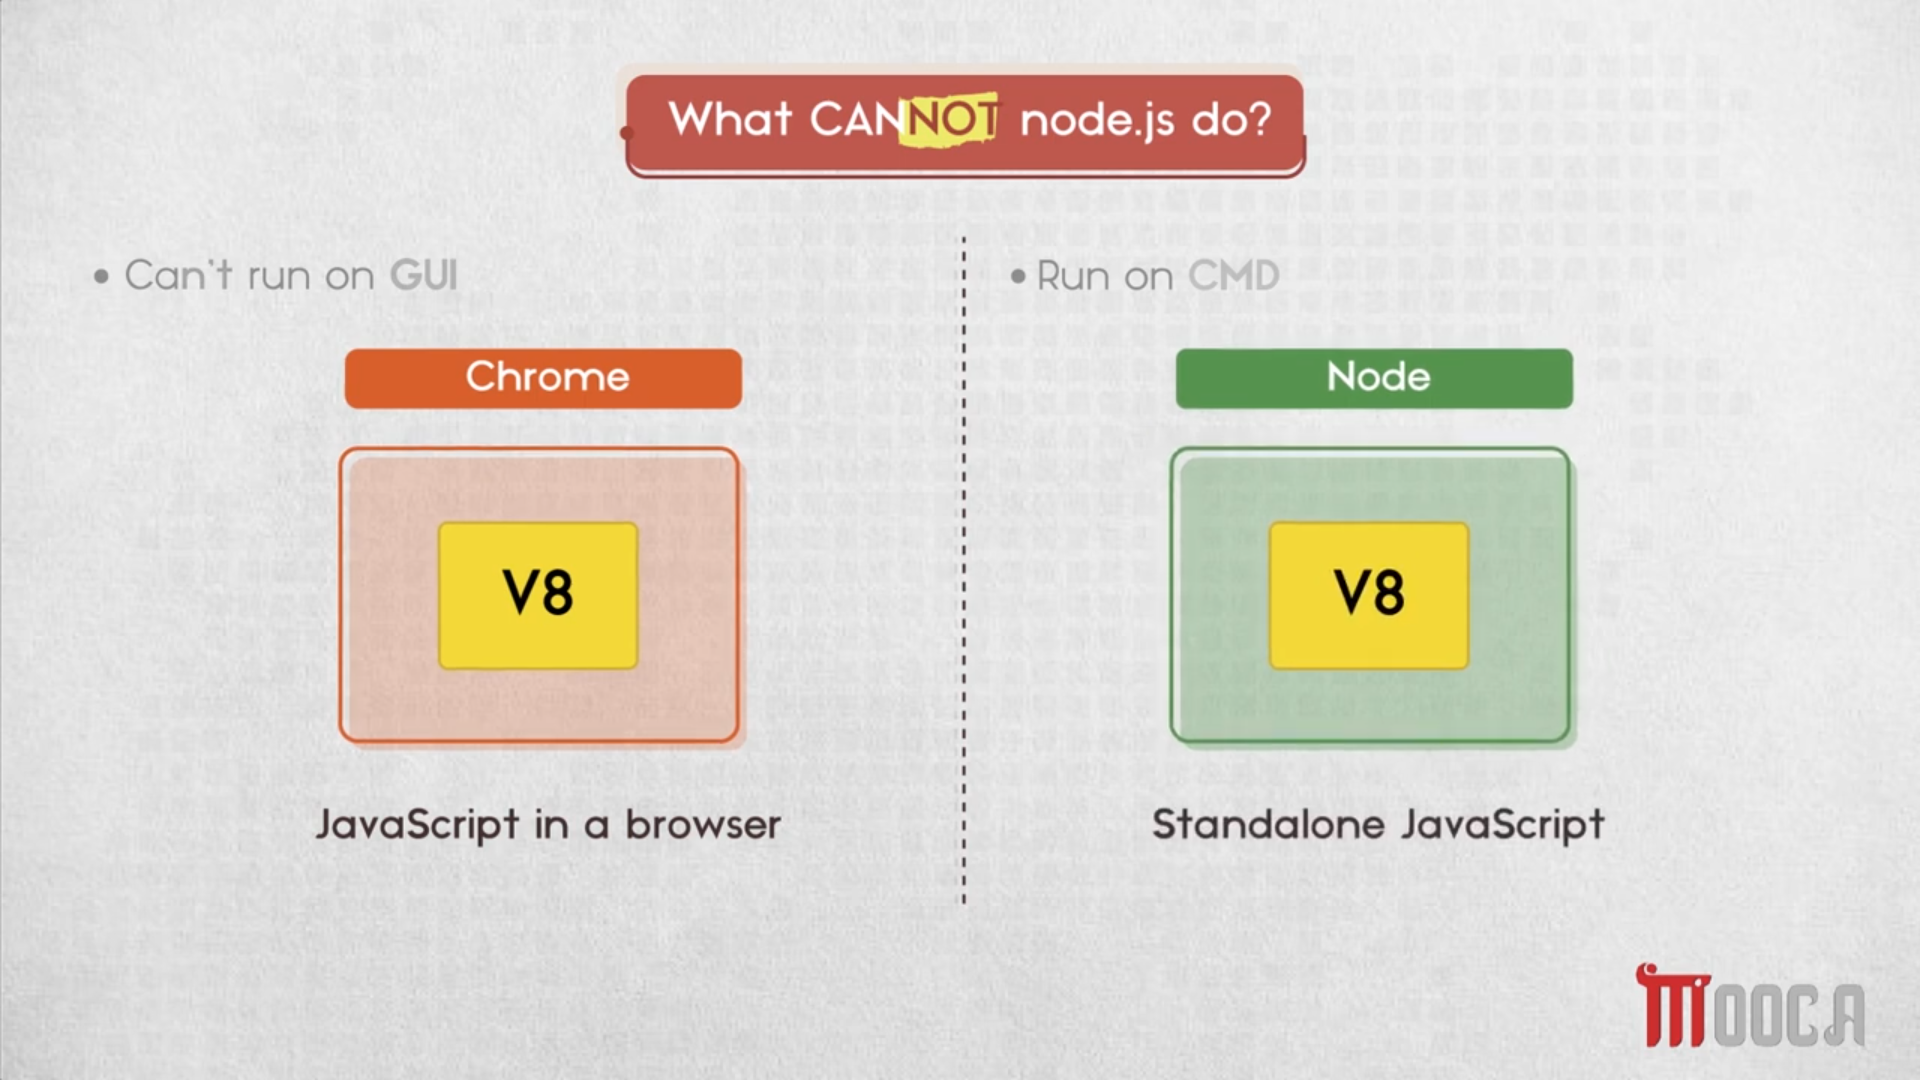 What CANNOT node.js do?
• Can't run on GUI
Chrome
V8
JavaScript in a browser
• Run on CMD
Node
V8
Standalone JavaScript
MOOCA